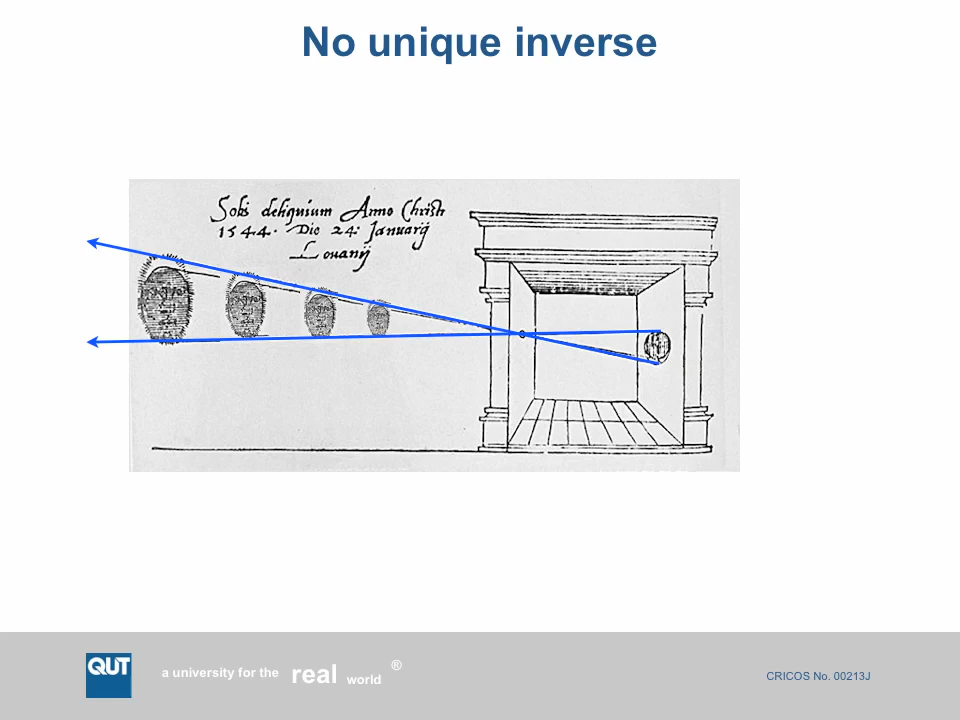 No unique inverse
Solis deliquium Anno Christi
1544. Die 24: Januarij
Louanij
QUT
a university for the real world ®
CRICOS No. 00213J